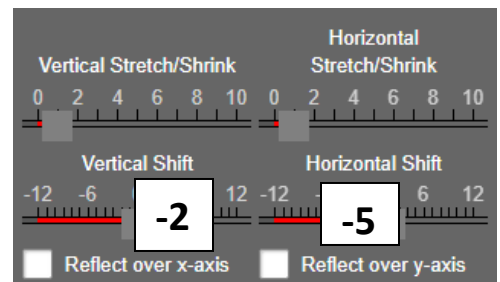 Vertical Stretch/Shrink
Horizontal
Stretch/Shrink
0 2 4 6 8 10
0 2 4 6 8 10
Vertical Shift
Horizontal Shift
-12 -6 12
-12 6 12
-2
-5
Reflect over x-axis
Reflect over y-axis